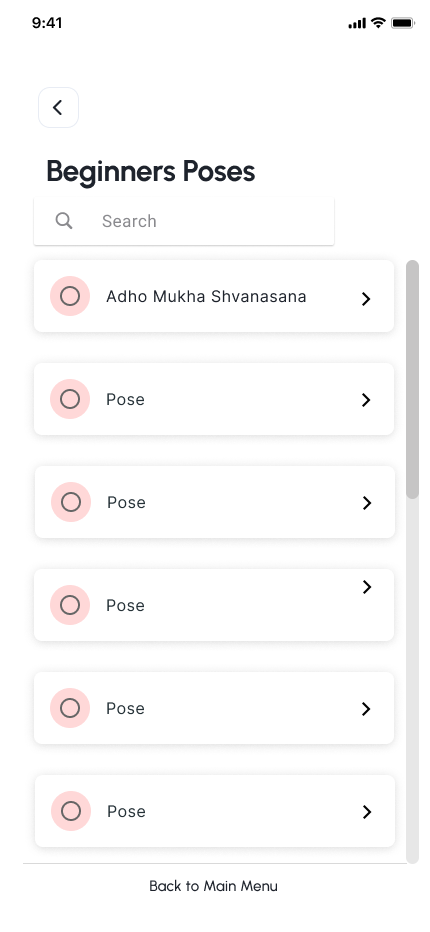 9:41
Beginners Poses
Search
Adho Mukha Shvanasana
Pose
Pose
Pose
Pose
Pose
Back to Main Menu